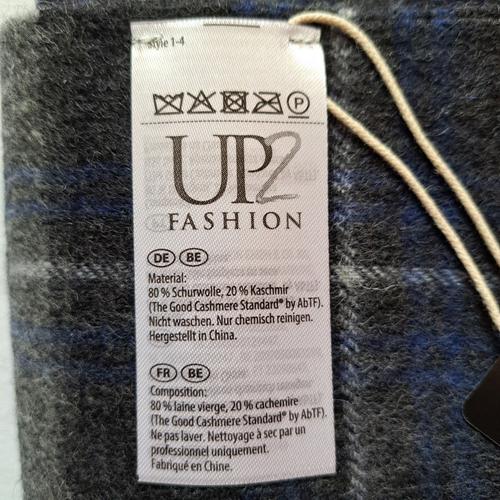 Style 1-4
P
UP2
FASHION
DE BE
Material:
80 % Schurwolle, 20 % Kaschmir
(The Good Cashmere Standard® by AbTF).
Nicht waschen. Nur chemisch reinigen.
Hergestellt in China.
FR BE
Composition:
80 % laine vierge, 20 % cachemire
(The Good Cashmere Standard® by AbTF).
Ne pas laver. Nettoyage à sec par un
professionnel uniquement.
Fabriqué en Chine.